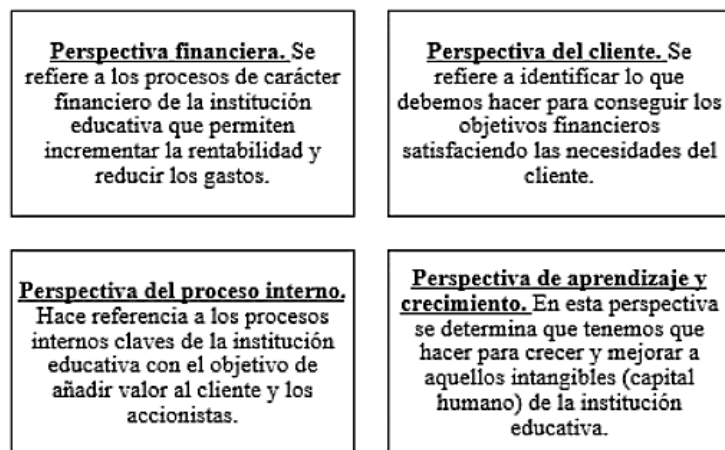 Perspectiva financiera. Se
refiere a los procesos de carácter
financiero de la institución
educativa que permiten
incrementar la rentabilidad y
reducir los gastos.
Perspectiva del cliente. Se
refiere a identificar lo que
debemos hacer para conseguir los
objetivos financieros
satisfaciendo las necesidades del
cliente.
Perspectiva del proceso interno.
Hace referencia a los procesos
internos claves de la institución
educativa con el objetivo de
añadir valor al cliente y los
accionistas.
Perspectiva de aprendizaje y
crecimiento. En esta perspectiva
se determina que tenemos que
hacer para crecer y mejorar a
aquellos intangibles (capital
humano) de la institución
educativa.